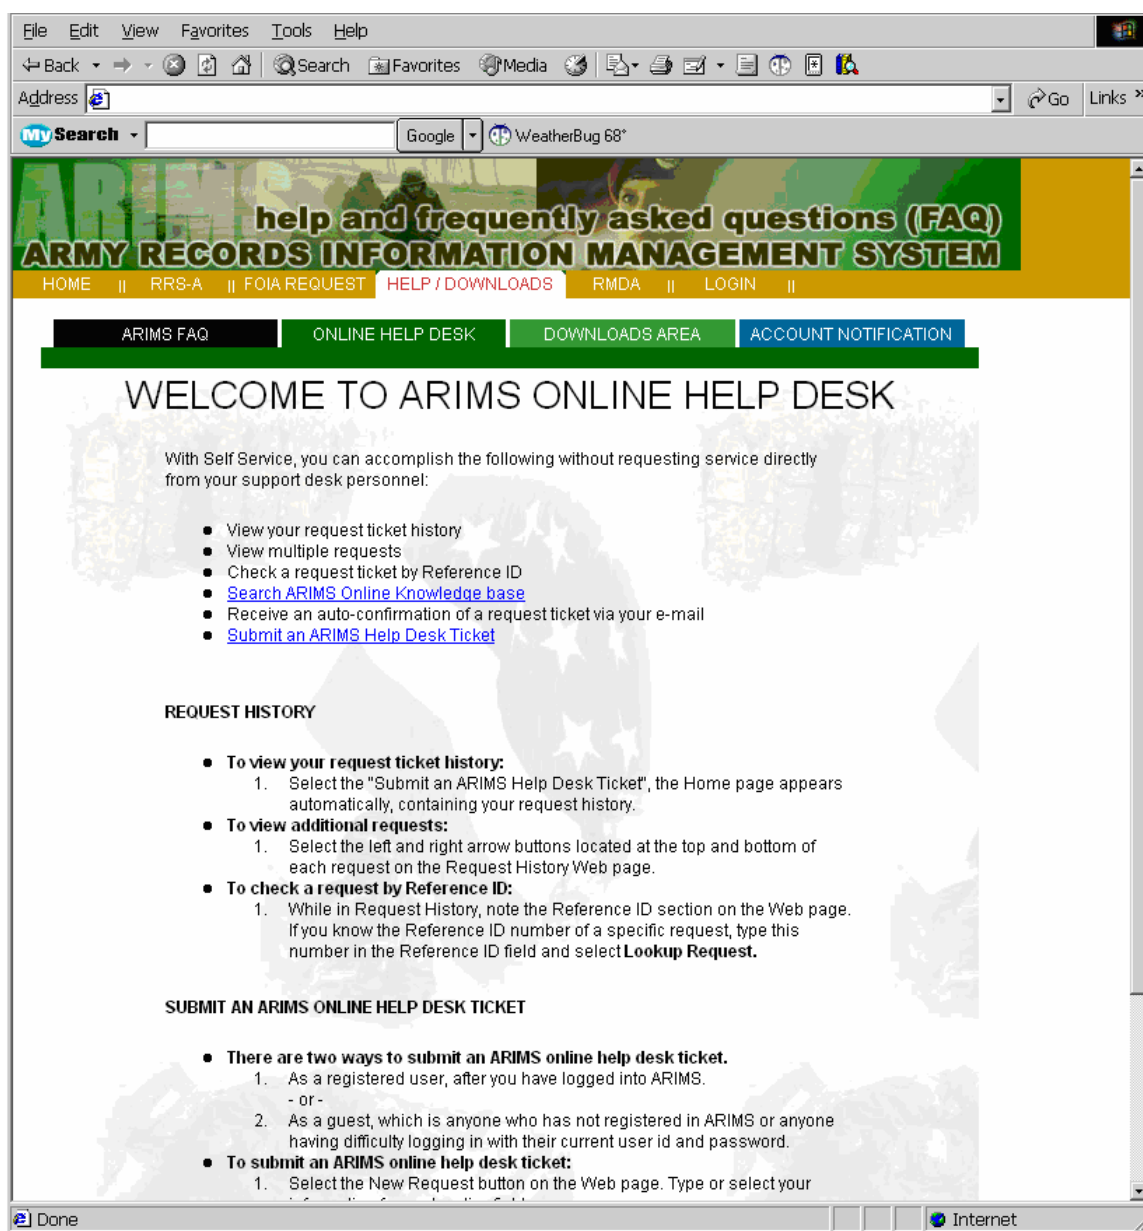 File Edit View Favorites Tools Help
Back Search Favorites Media
Address Go Links »
My Search Google WeatherBug 68°
ARIMS
help and frequently asked questions (FAQ)
ARMY RECORDS INFORMATION MANAGEMENT SYSTEM
HOME || RRS-A || FOIA REQUEST HELP / DOWNLOADS RMDA || LOGIN ||
ARIMS FAQ ONLINE HELP DESK DOWNLOADS AREA ACCOUNT NOTIFICATION
WELCOME TO ARIMS ONLINE HELP DESK
With Self Service, you can accomplish the following without requesting service directly
from your support desk personnel:
● View your request ticket history
● View multiple requests
● Check a request ticket by Reference ID
● Search ARIMS Online Knowledge base
● Receive an auto-confirmation of a request ticket via your e-mail
● Submit an ARIMS Help Desk Ticket
REQUEST HISTORY
● To view your request ticket history:
1. Select the "Submit an ARIMS Help Desk Ticket", the Home page appears
automatically, containing your request history.
● To view additional requests:
1. Select the left and right arrow buttons located at the top and bottom of
each request on the Request History Web page.
● To check a request by Reference ID:
1. While in Request History, note the Reference ID section on the Web page.
If you know the Reference ID number of a specific request, type this
number in the Reference ID field and select Lookup Request.
SUBMIT AN ARIMS ONLINE HELP DESK TICKET
● There are two ways to submit an ARIMS online help desk ticket.
1. As a registered user, after you have logged into ARIMS.
- or -
2. As a guest, which is anyone who has not registered in ARIMS or anyone
having difficulty logging in with their current user id and password.
● To submit an ARIMS online help desk ticket:
1. Select the New Request button on the Web page. Type or select your
Done Internet